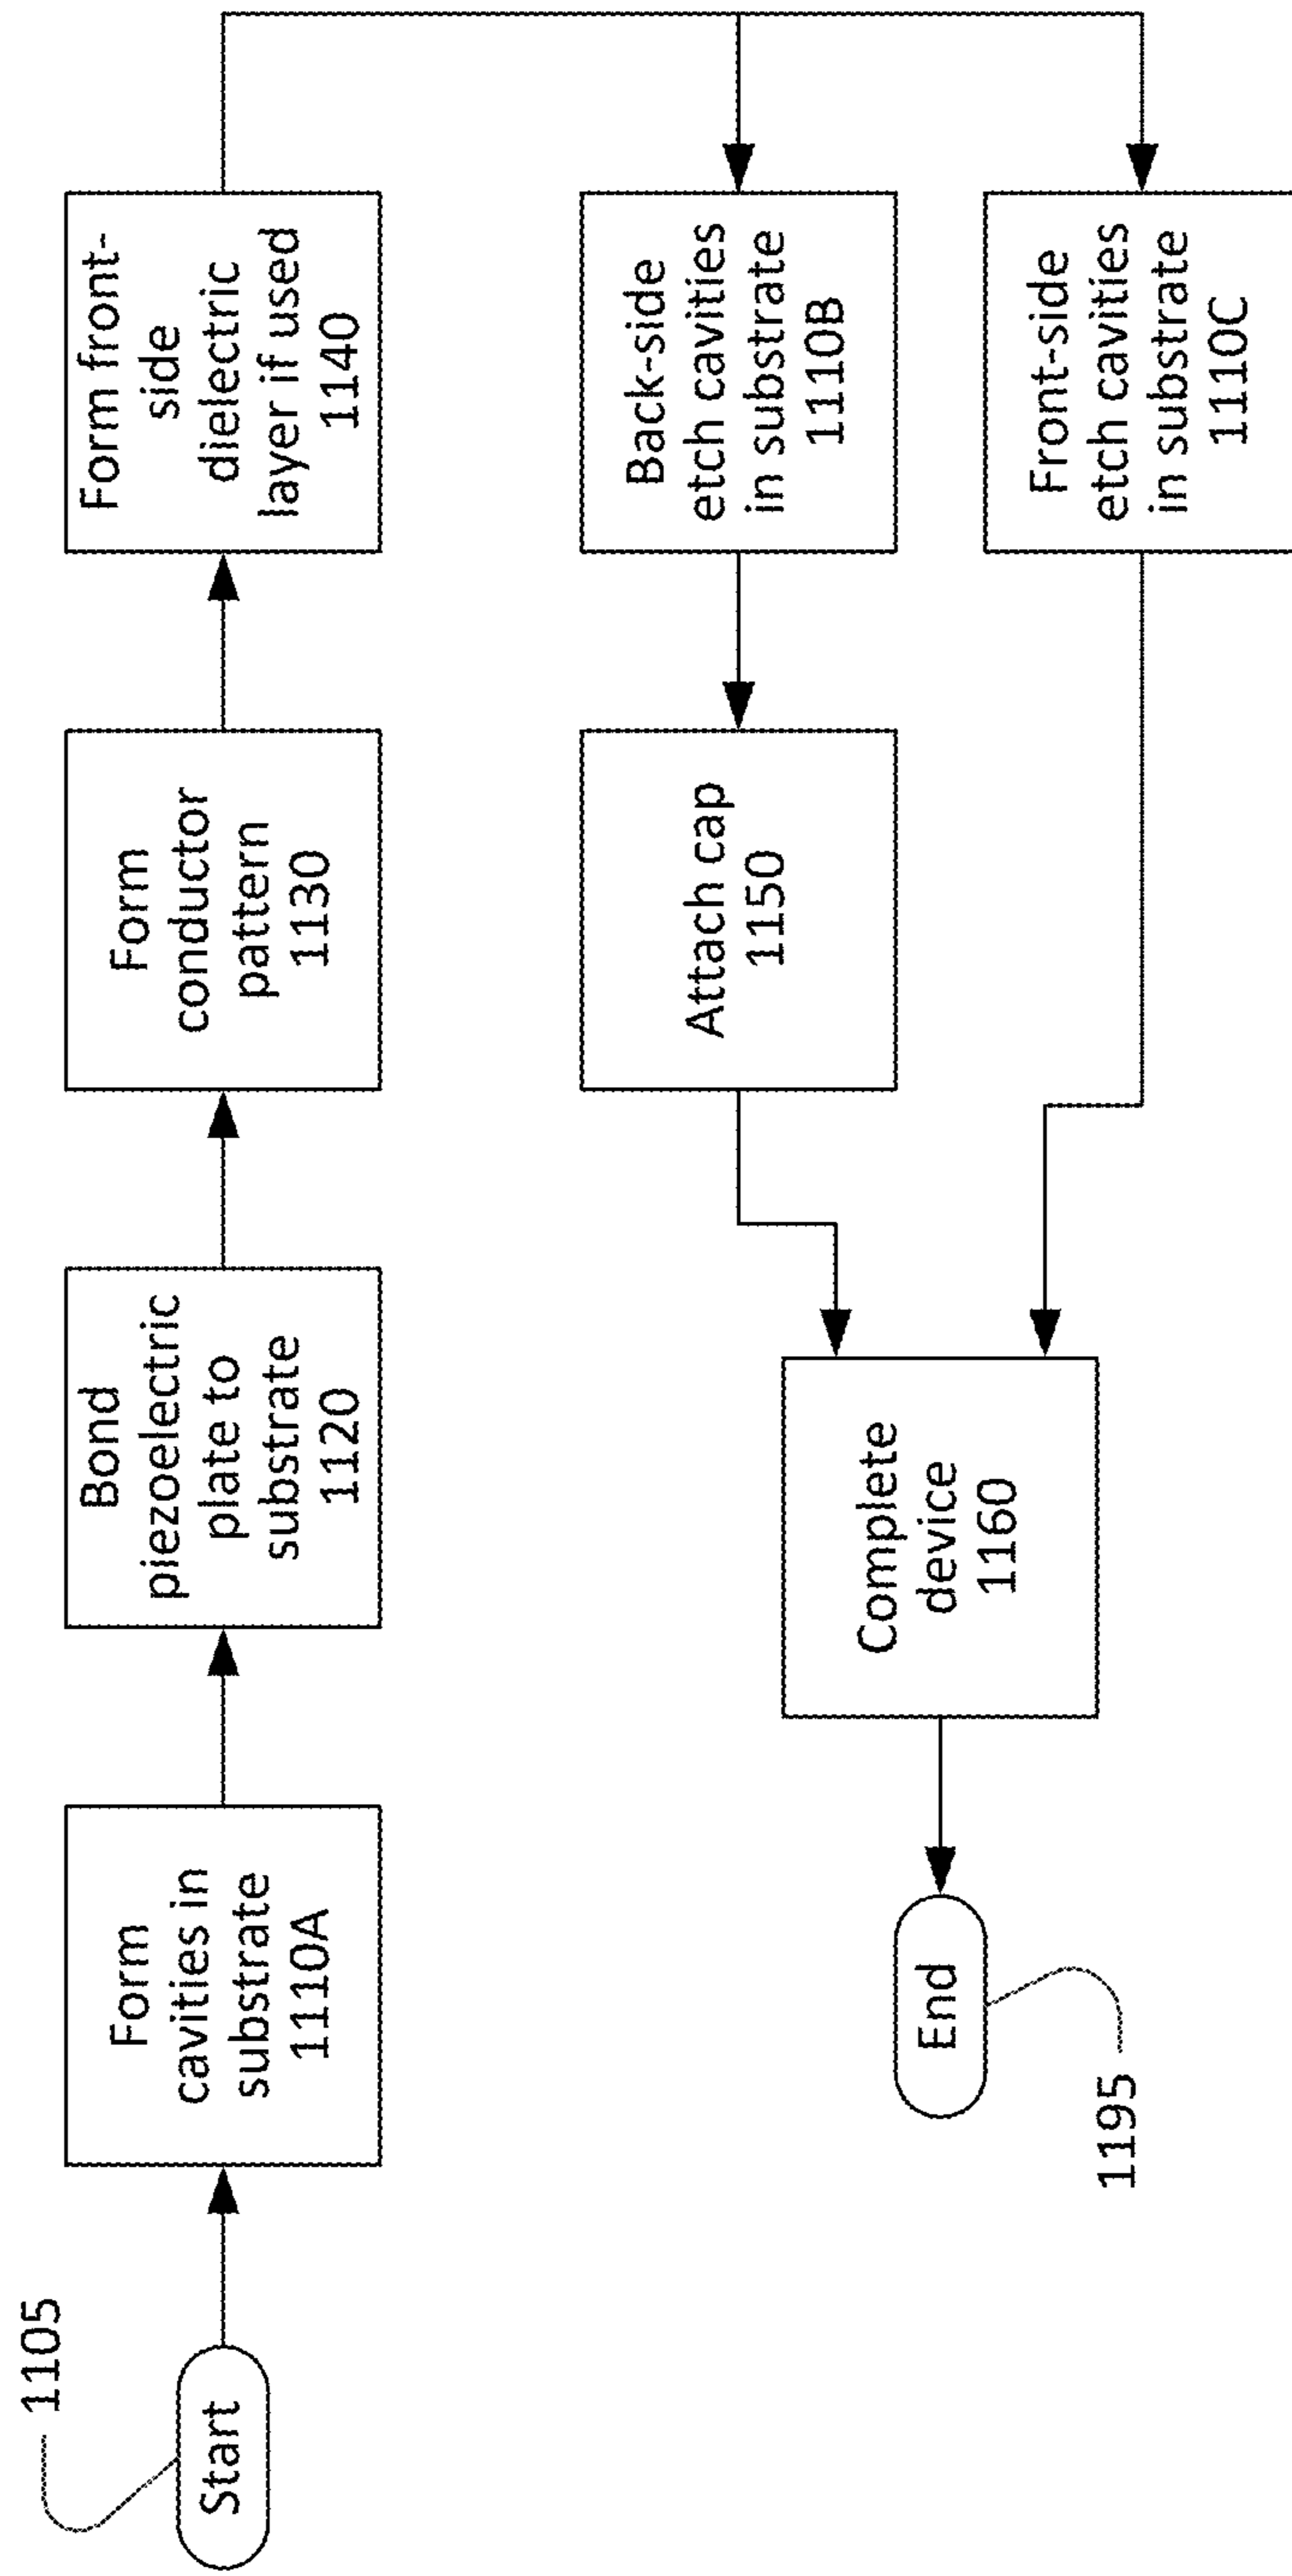 1105
Start
Form
cavities in
substrate
1110A
Bond
piezoelectric
plate to
substrate
1120
Form
conductor
pattern
1130
Form front-
side
dielectric
layer if used
1140
Back-side
etch cavities
in substrate
1110B
Attach cap
1150
Front-side
etch cavities
in substrate
1110C
Complete
device
1160
End
1195